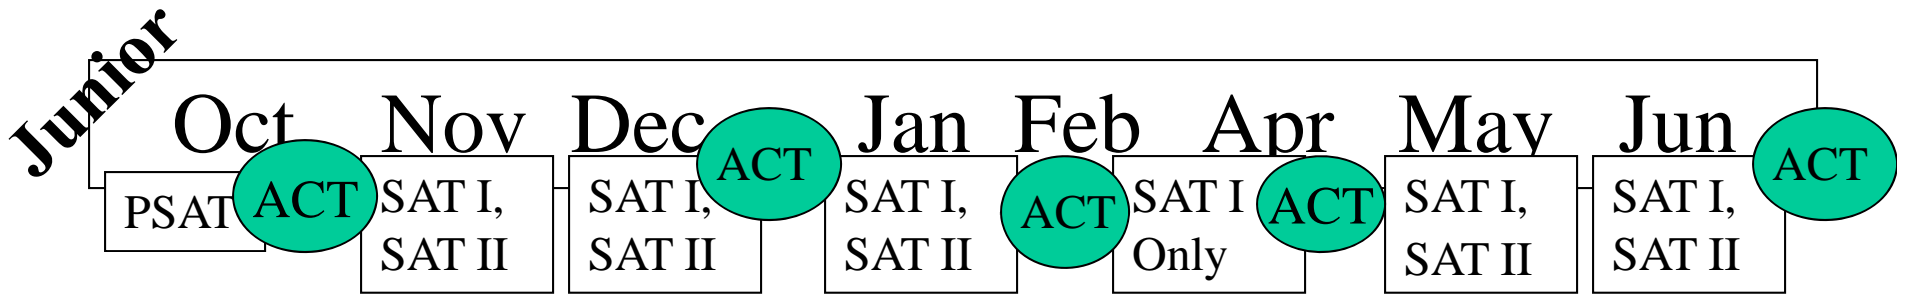 Junior
Oct Nov Dec Jan Feb Apr May Jun
PSAT
ACT
SAT I,
SAT II
SAT I,
SAT II
ACT
SAT I,
SAT II
ACT
SAT I
Only
ACT
SAT I,
SAT II
SAT I,
SAT II
ACT